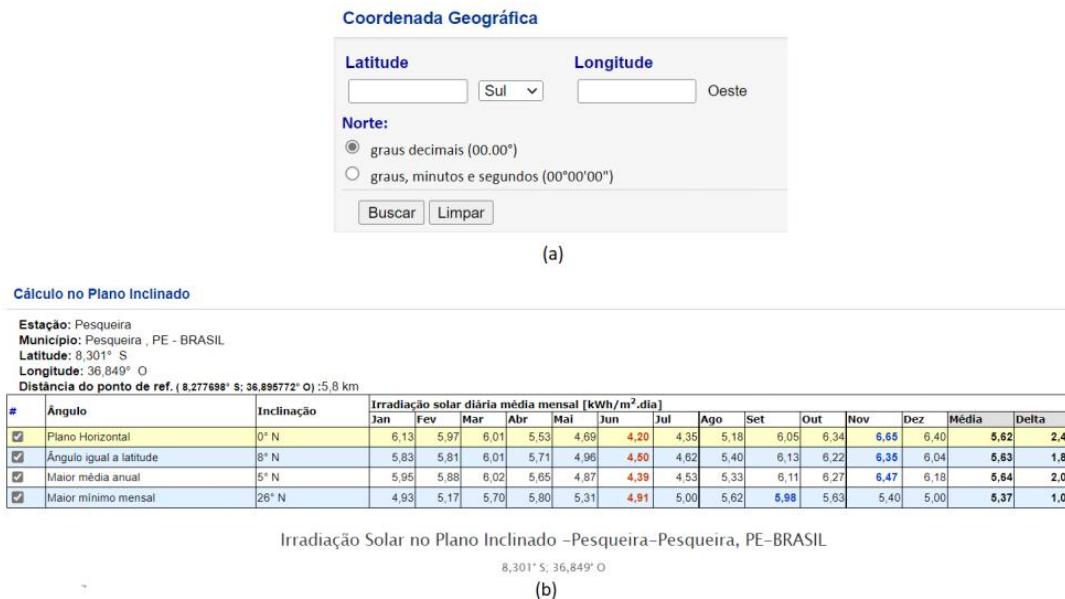 Coordenada Geográfica
Latitude Longitude
Sul Oeste
Norte:
graus decimais (00.00°)
graus, minutos e segundos (00°00'00")
Buscar Limpar
(a)
Cálculo no Plano Inclinado
Estação: Pesqueira
Município: Pesqueira , PE - BRASIL
Latitude: 8,301° S
Longitude: 36,849° O
Distância do ponto de ref. ( 8,277698° S; 36,895772° O) :5,8 km
# Ângulo Inclinação Irradiação solar diária média mensal [kWh/m².dia]
Jan Fev Mar Abr Mai Jun Jul Ago Set Out Nov Dez Média Delta
Plano Horizontal 0° N 6,13 5,97 6,01 5,53 4,69 4,20 4,35 5,18 6,05 6,34 6,65 6,40 5,62 2,4
Ângulo igual a latitude 8° N 5,83 5,81 6,01 5,71 4,96 4,50 4,62 5,40 6,13 6,22 6,35 6,04 5,63 1,8
Maior média anual 5° N 5,95 5,88 6,02 5,65 4,87 4,39 4,53 5,33 6,11 6,27 6,47 6,18 5,64 2,0
Maior mínimo mensal 26° N 4,93 5,17 5,70 5,80 5,31 4,91 5,00 5,62 5,98 5,63 5,40 5,00 5,37 1,0
Irradiação Solar no Plano Inclinado –Pesqueira–Pesqueira, PE–BRASIL
8,301° S; 36,849° O
(b)